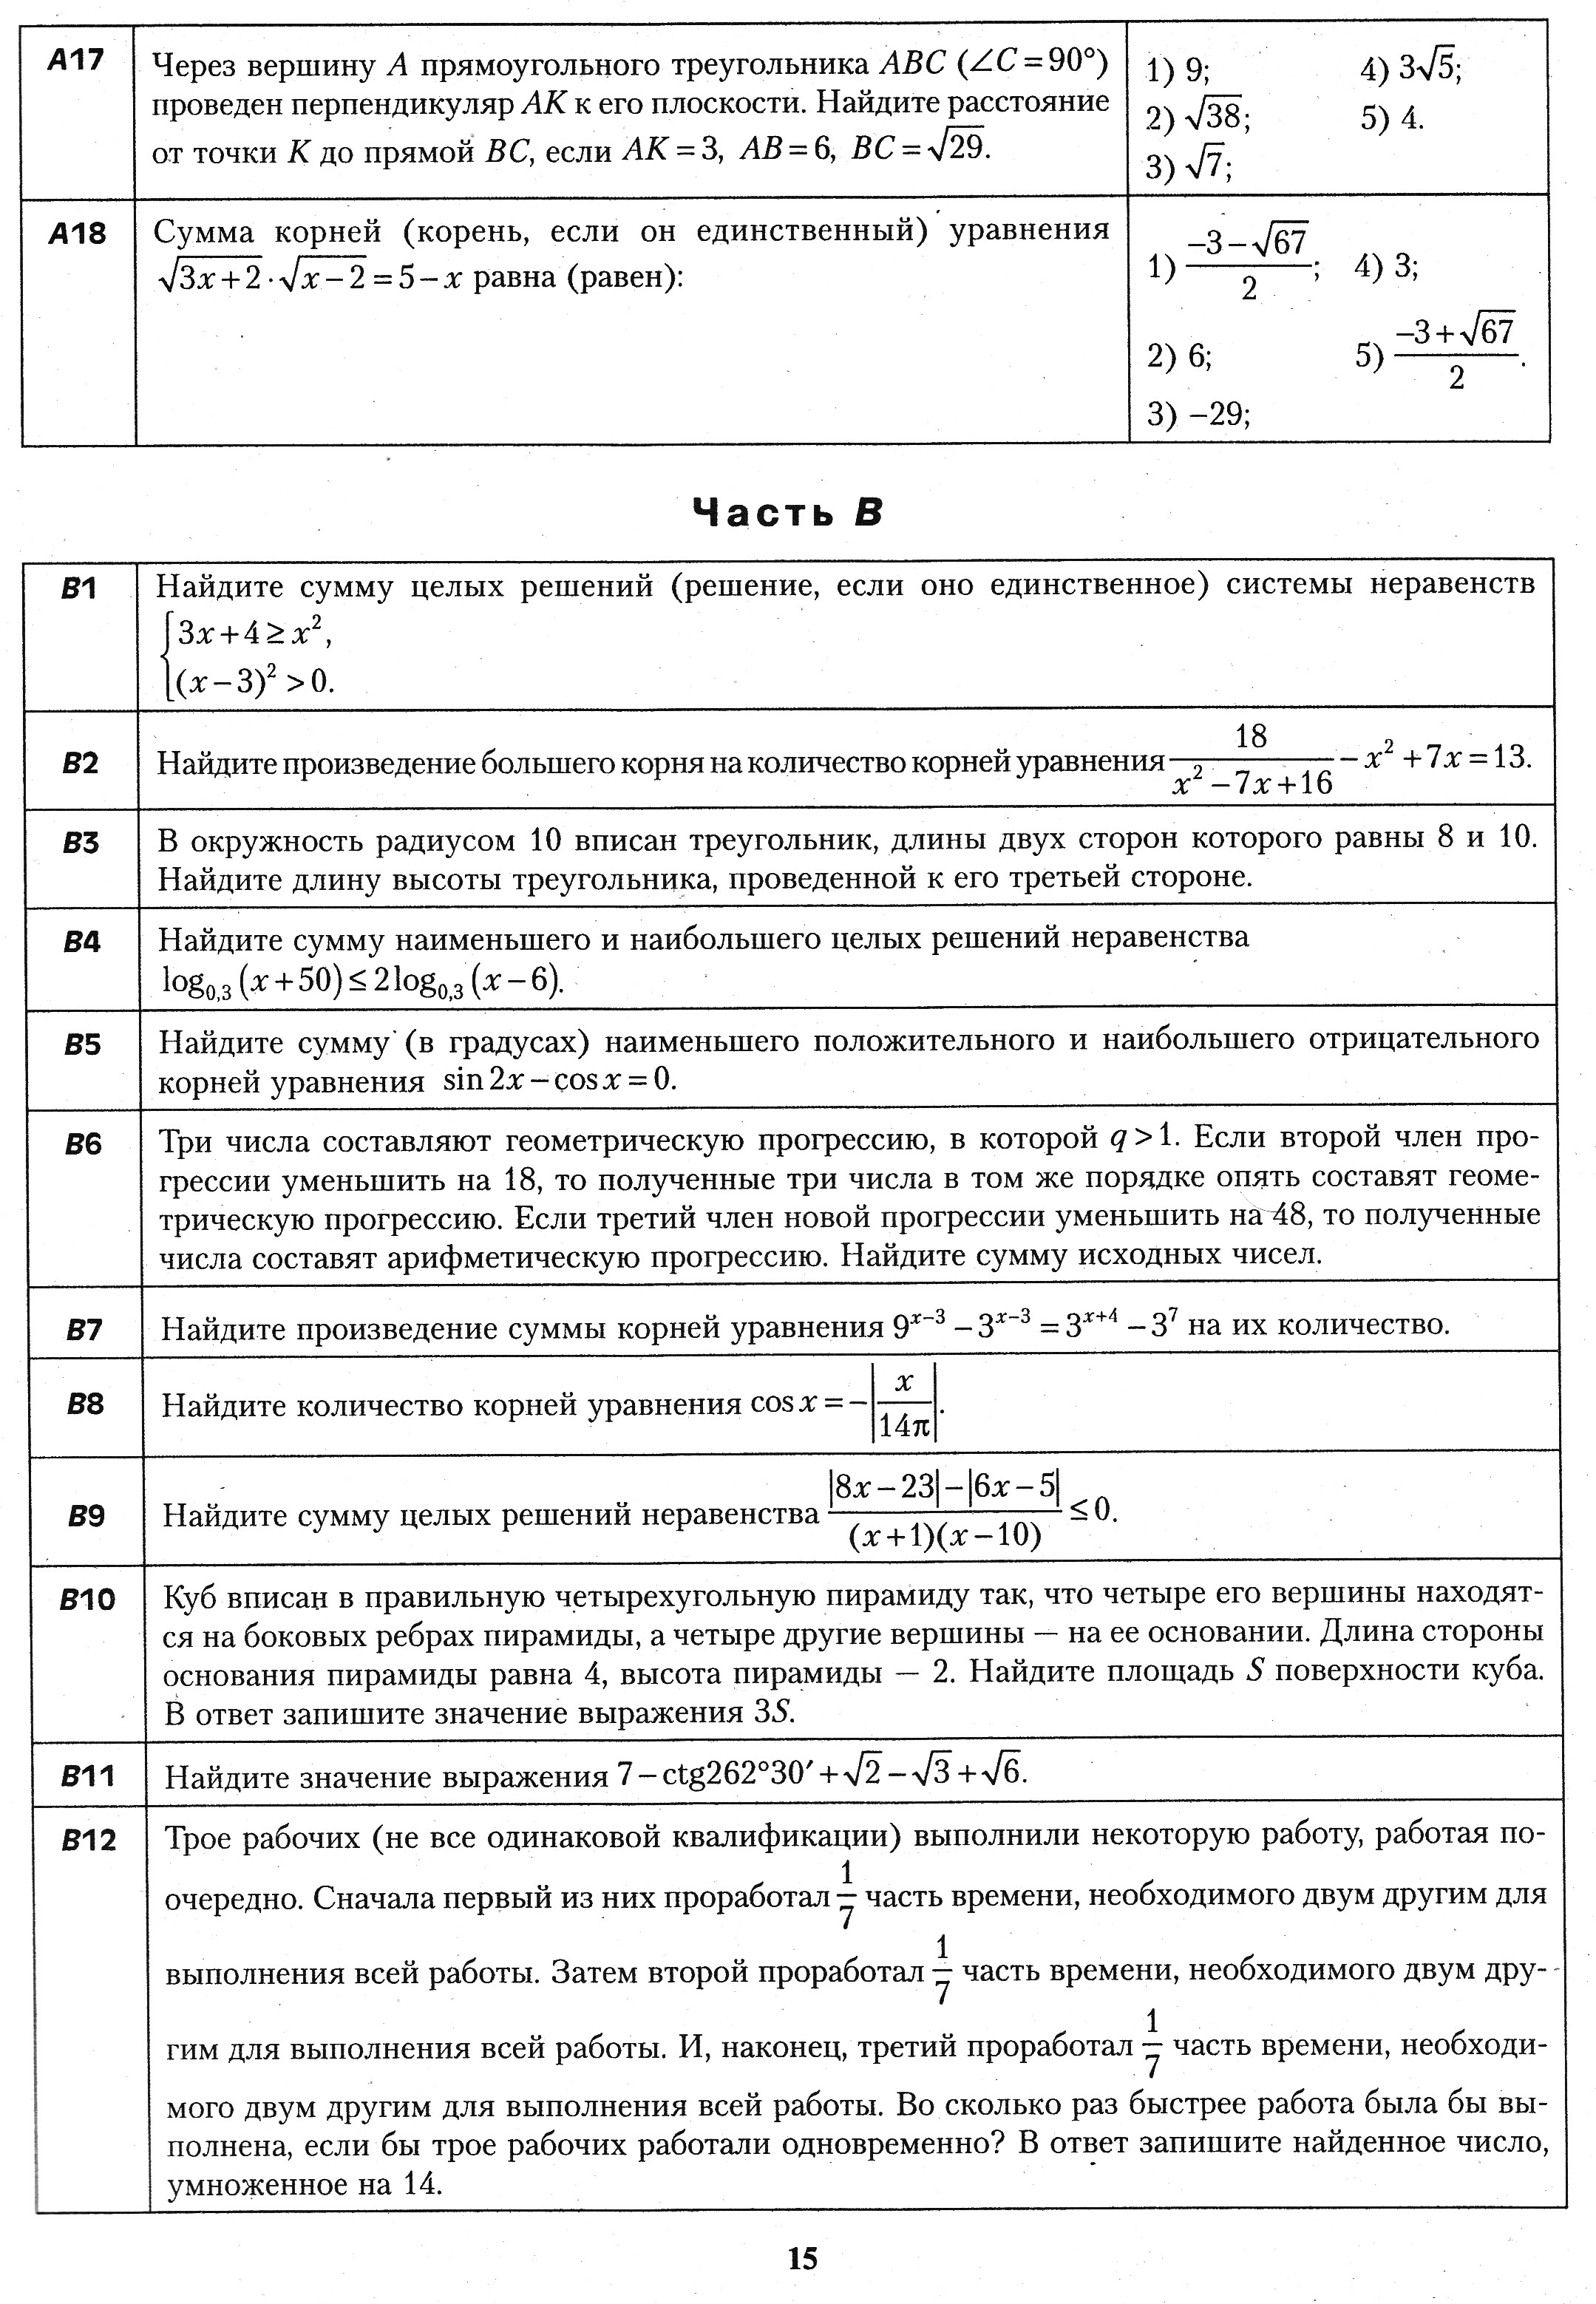 A17
Через вершину A прямоугольного треугольника ABC (∠C = 90°)
проведен перпендикуляр AK к его плоскости. Найдите расстояние
от точки K до прямой BC, если AK = 3, AB = 6, BC = √29.
1) 9; 4) 3√5;
2) √38; 5) 4.
3) √7;
A18
Сумма корней (корень, если он единственный) уравнения
√(3x+2) · √(x−2) = 5 − x равна (равен):
1) (−3−√67)/2; 4) 3;
2) 6; 5) (−3+√67)/2.
3) −29;
Часть B
B1
Найдите сумму целых решений (решение, если оно единственное) системы неравенств
{3x + 4 ≥ x²,
(x − 3)² > 0.
B2
Найдите произведение большего корня на количество корней уравнения 18/(x² − 7x + 16) − x² + 7x = 13.
B3
В окружность радиусом 10 вписан треугольник, длины двух сторон которого равны 8 и 10.
Найдите длину высоты треугольника, проведенной к его третьей стороне.
B4
Найдите сумму наименьшего и наибольшего целых решений неравенства
log₀,₃ (x + 50) ≤ 2 log₀,₃ (x − 6).
B5
Найдите сумму (в градусах) наименьшего положительного и наибольшего отрицательного
корней уравнения sin 2x − cos x = 0.
B6
Три числа составляют геометрическую прогрессию, в которой q > 1. Если второй член про-
грессии уменьшить на 18, то полученные три числа в том же порядке опять составят геоме-
трическую прогрессию. Если третий член новой прогрессии уменьшить на 48, то полученные
числа составят арифметическую прогрессию. Найдите сумму исходных чисел.
B7
Найдите произведение суммы корней уравнения 9ˣ⁻³ − 3ˣ⁻³ = 3ˣ⁺⁴ − 3⁷ на их количество.
B8
Найдите количество корней уравнения cos x = −|x/(14π)|.
B9
Найдите сумму целых решений неравенства (|8x − 23| − |6x − 5|)/((x + 1)(x − 10)) ≤ 0.
B10
Куб вписан в правильную четырехугольную пирамиду так, что четыре его вершины находят-
ся на боковых ребрах пирамиды, а четыре другие вершины — на ее основании. Длина стороны
основания пирамиды равна 4, высота пирамиды — 2. Найдите площадь S поверхности куба.
В ответ запишите значение выражения 3S.
B11
Найдите значение выражения 7 − ctg262°30′ + √2 − √3 + √6.
B12
Трое рабочих (не все одинаковой квалификации) выполнили некоторую работу, работая по-
очередно. Сначала первый из них проработал 1/7 часть времени, необходимого двум другим для
выполнения всей работы. Затем второй проработал 1/7 часть времени, необходимого двум дру-
гим для выполнения всей работы. И, наконец, третий проработал 1/7 часть времени, необходи-
мого двум другим для выполнения всей работы. Во сколько раз быстрее работа была бы вы-
полнена, если бы трое рабочих работали одновременно? В ответ запишите найденное число,
умноженное на 14.
15